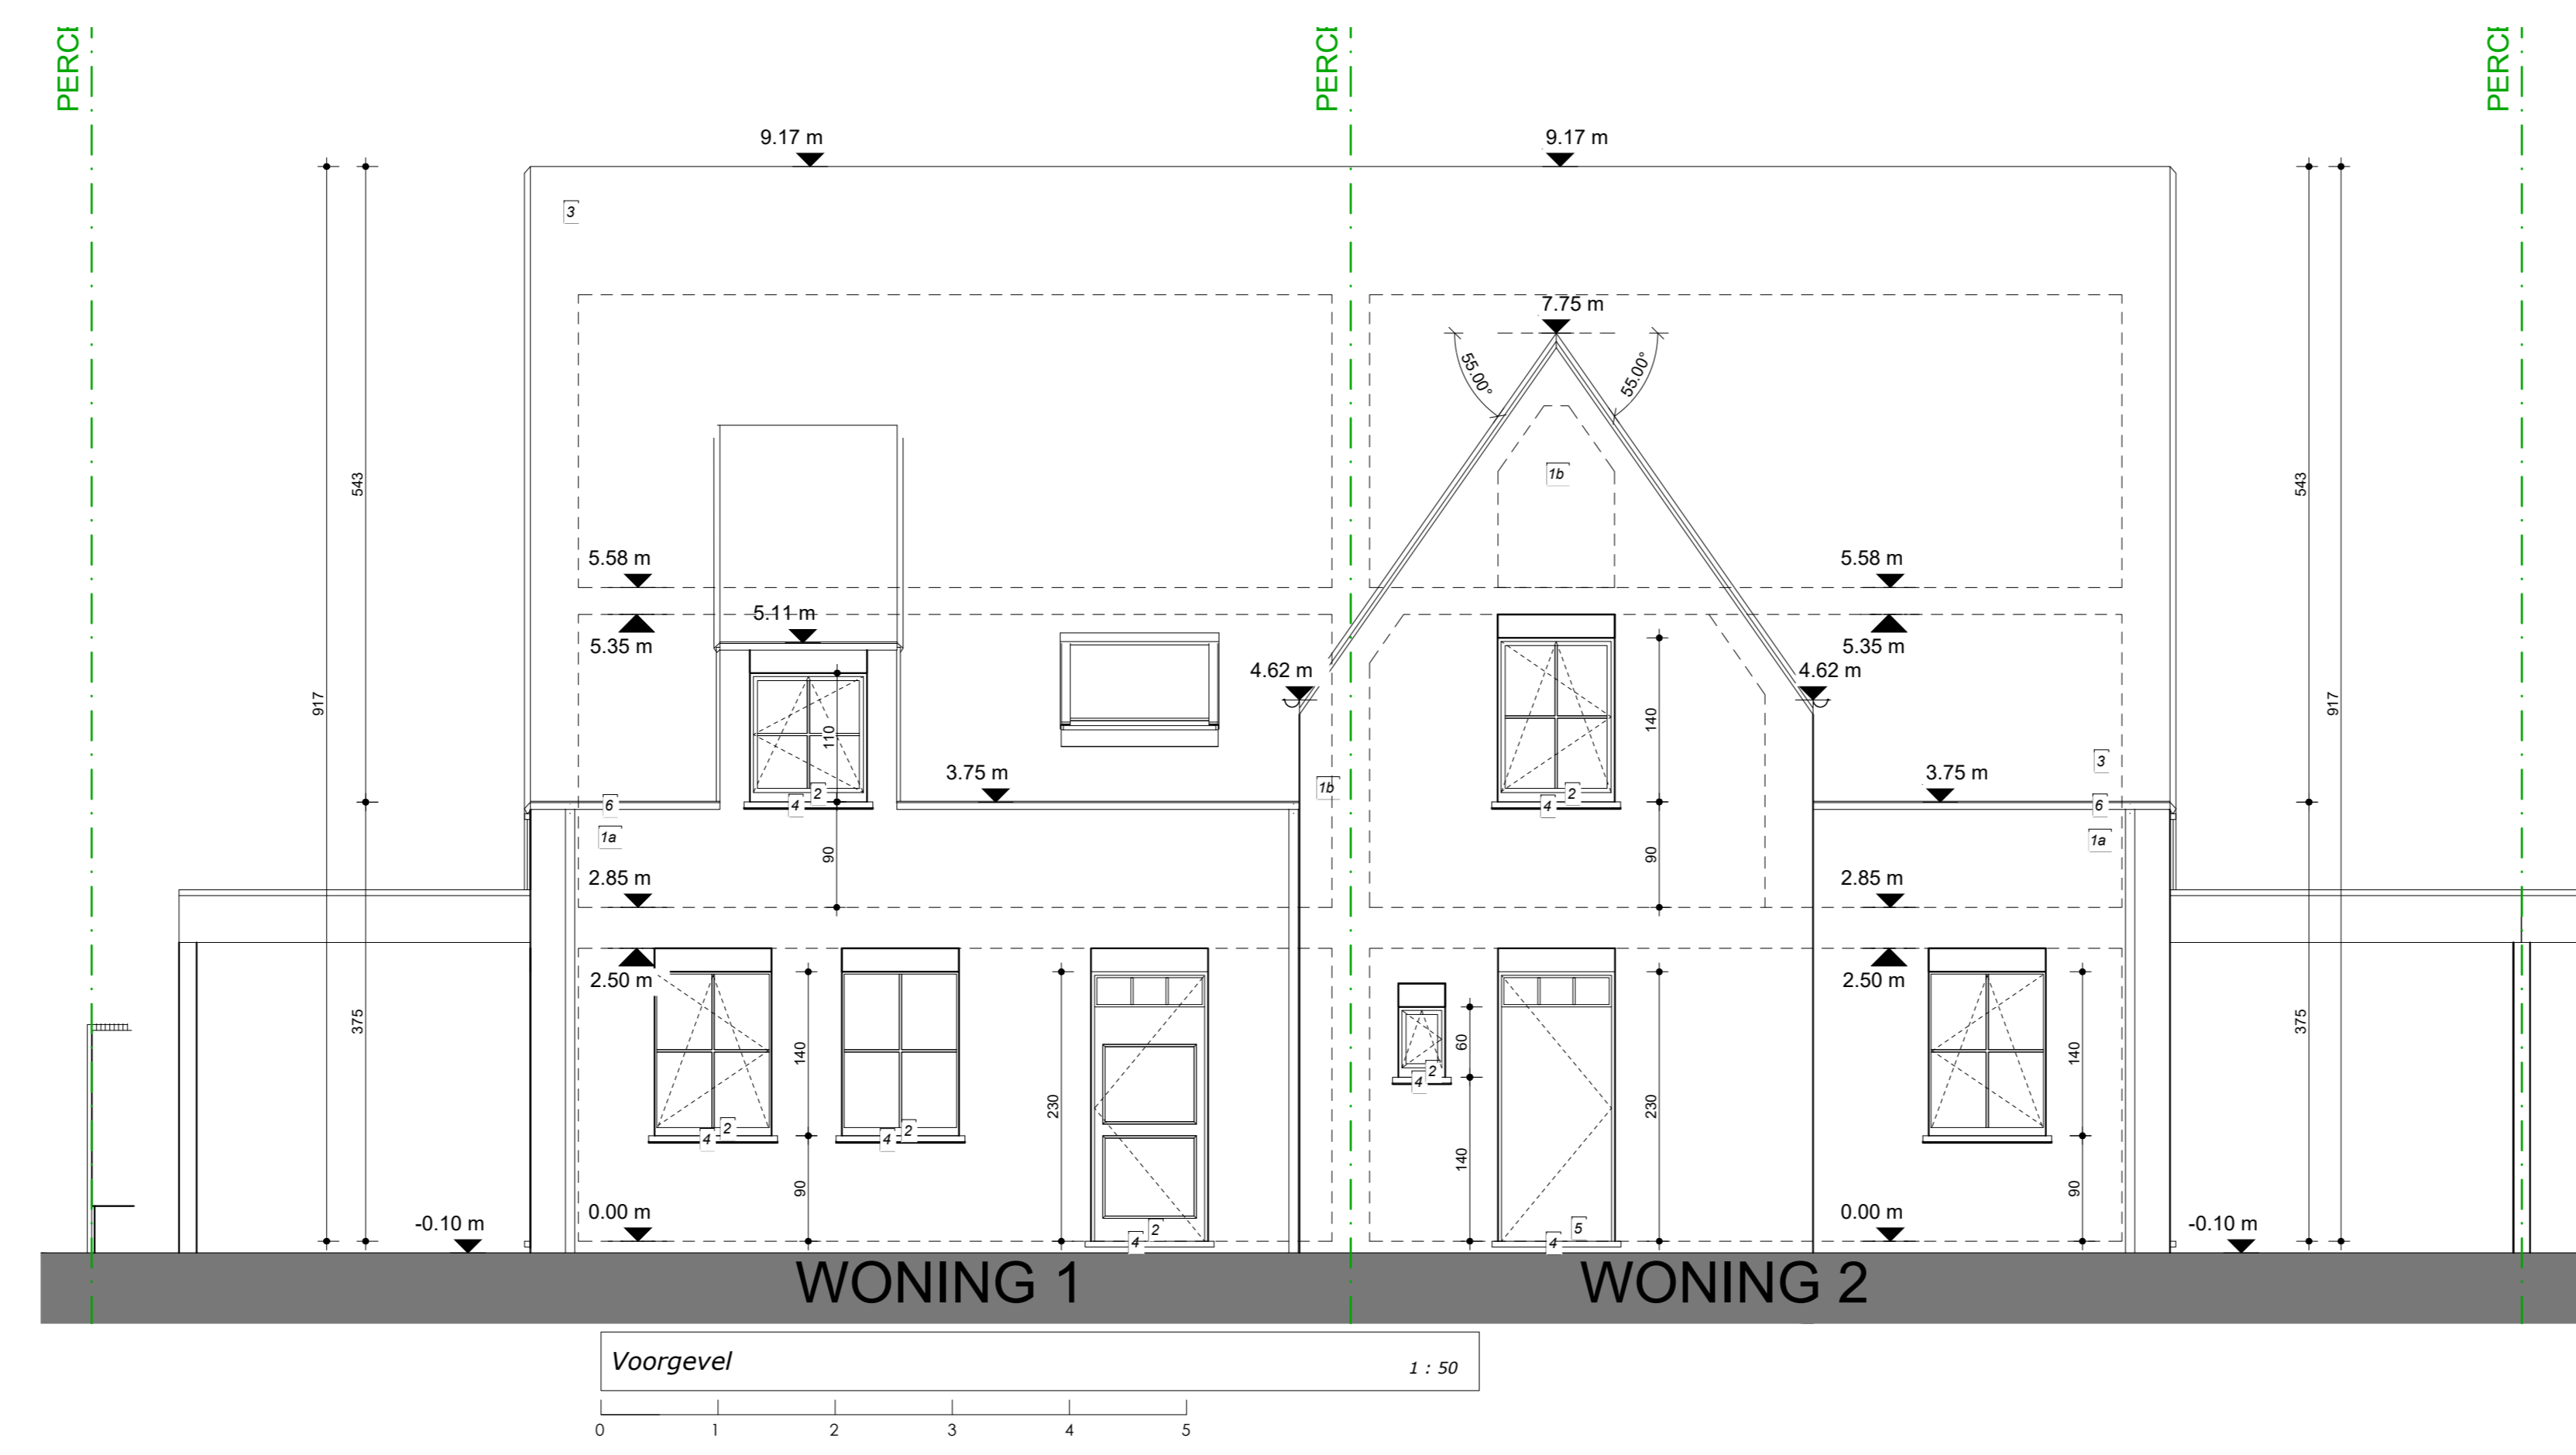 PERCE
PERCE
PERCE
9.17 m
9.17 m
3
7.75 m
55.00°
55.00°
543
543
1b
5.58 m
5.58 m
5.11 m
5.35 m
5.35 m
4.62 m
4.62 m
917
917
110
140
3.75 m
3.75 m
3
1b
6
4
2
4
2
6
1a
1a
90
90
2.85 m
2.85 m
2.50 m
2.50 m
375
375
140
60
140
230
230
4
2
4
2
4
2
140
90
90
0.00 m
0.00 m
-0.10 m
-0.10 m
4
2
4
5
WONING 1
WONING 2
Voorgevel
1 : 50
0 1 2 3 4 5